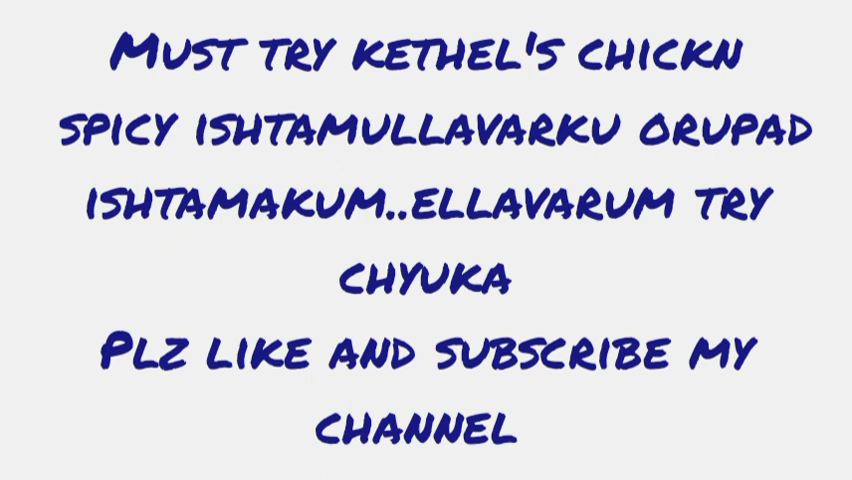 Must try kethel's chickn
spicy ishtamullavarku orupad
ishtamakum..ellavarum try
chyuka
Plz like and subscribe my
channel